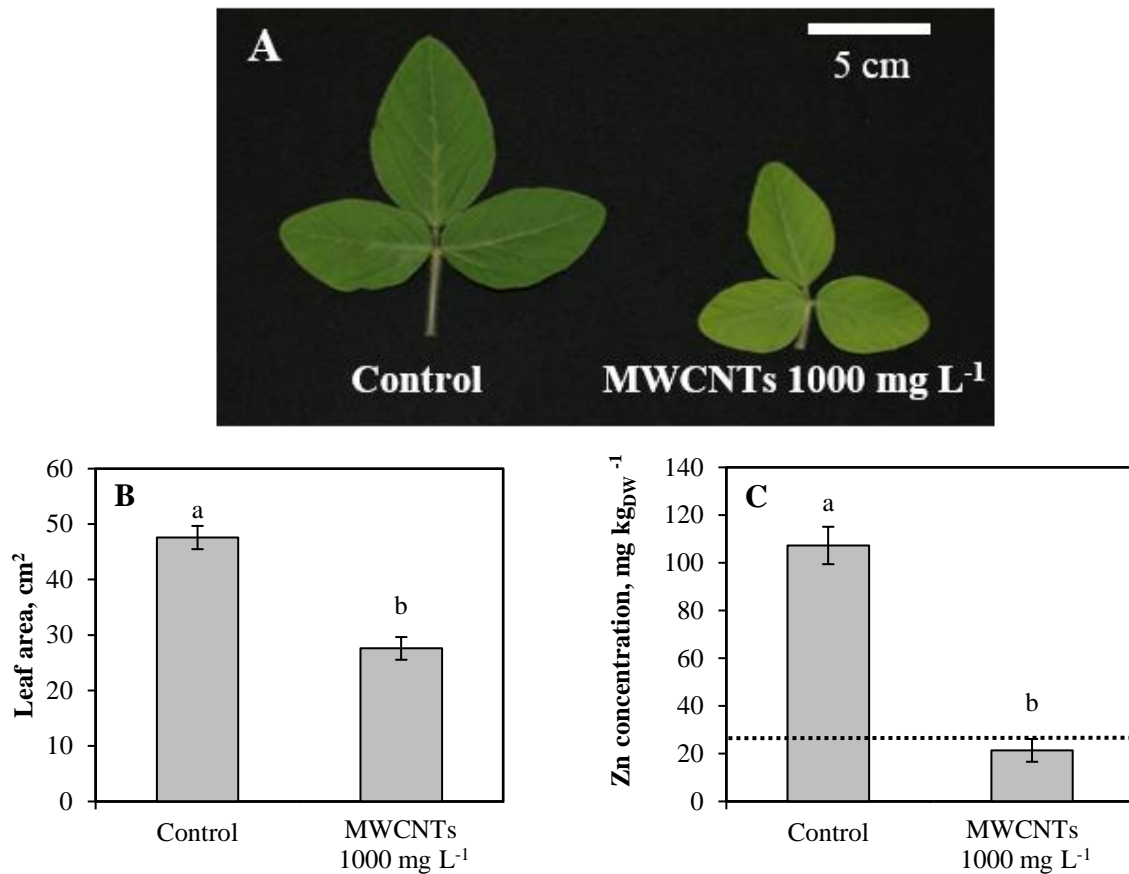 A
5 cm
Control
MWCNTs 1000 mg L⁻¹
B
Leaf area, cm²
60
50
40
30
20
10
0
a
b
Control
MWCNTs
1000 mg L⁻¹
C
Zn concentration, mg kg_DW⁻¹
140
120
100
80
60
40
20
0
a
b
Control
MWCNTs
1000 mg L⁻¹